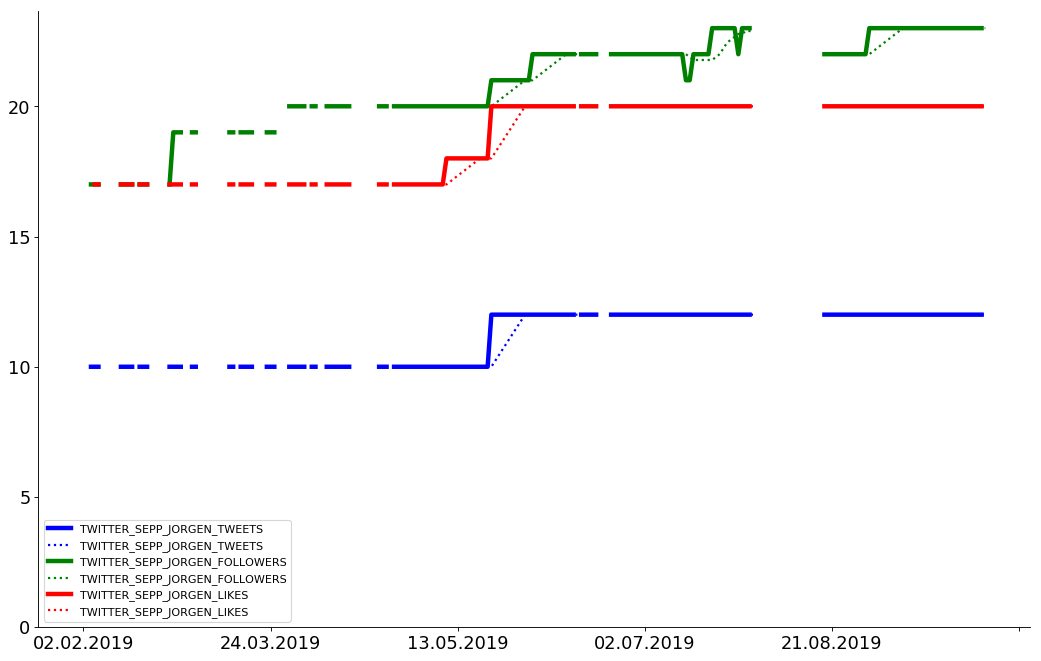 20
15
10
5
0
TWITTER_SEPP_JORGEN_TWEETS
TWITTER_SEPP_JORGEN_TWEETS
TWITTER_SEPP_JORGEN_FOLLOWERS
TWITTER_SEPP_JORGEN_FOLLOWERS
TWITTER_SEPP_JORGEN_LIKES
TWITTER_SEPP_JORGEN_LIKES
02.02.2019 24.03.2019 13.05.2019 02.07.2019 21.08.2019